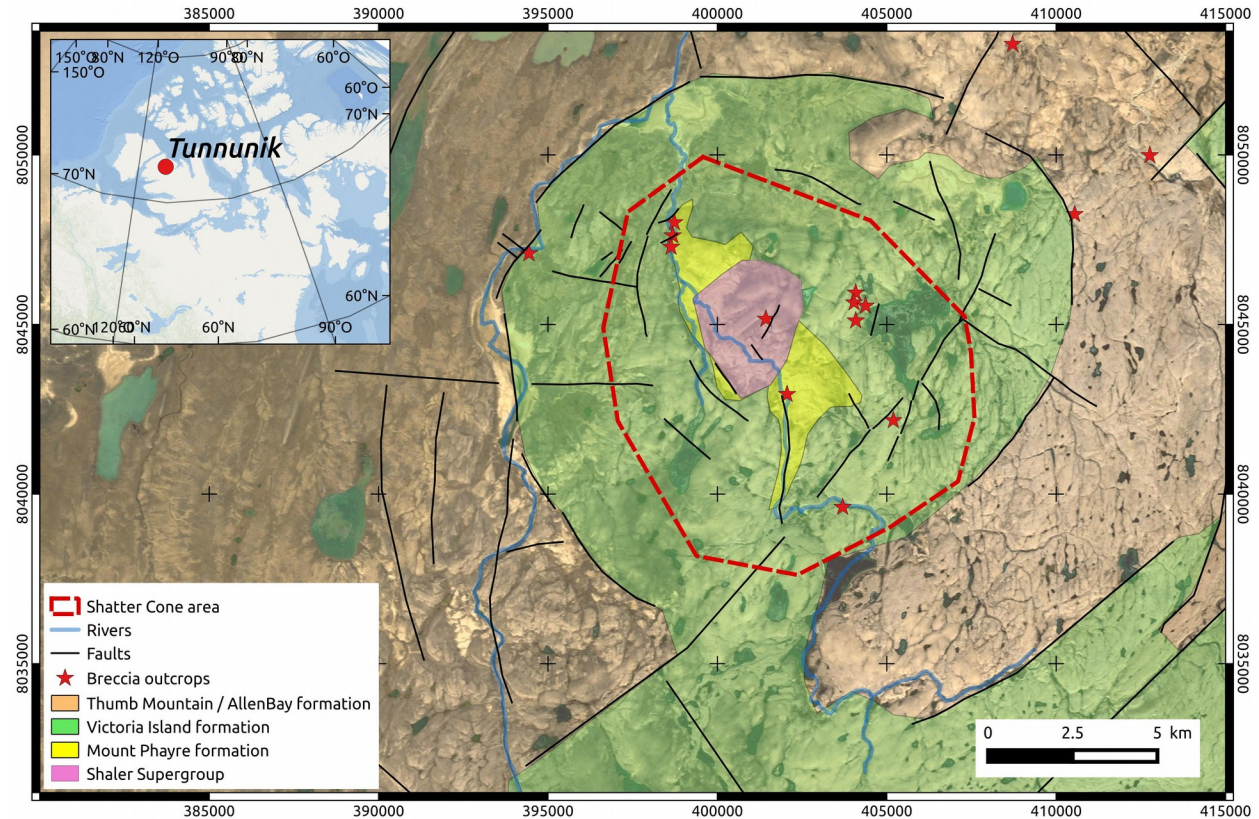 385000 390000 395000 400000 405000 410000 415000
150°O 80°N 120°O 90°O 80°N 60°O
150°O
60°O
70°N
Tunnunik
70°N
60°N
60°N 120°O 60°N 90°O
8050000 8050000
8045000 8045000
8040000 8040000
8035000 8035000
Shatter Cone area
Rivers
Faults
Breccia outcrops
Thumb Mountain / AllenBay formation
Victoria Island formation
Mount Phayre formation
Shaler Supergroup
0 2.5 5 km
385000 390000 395000 400000 405000 410000 415000